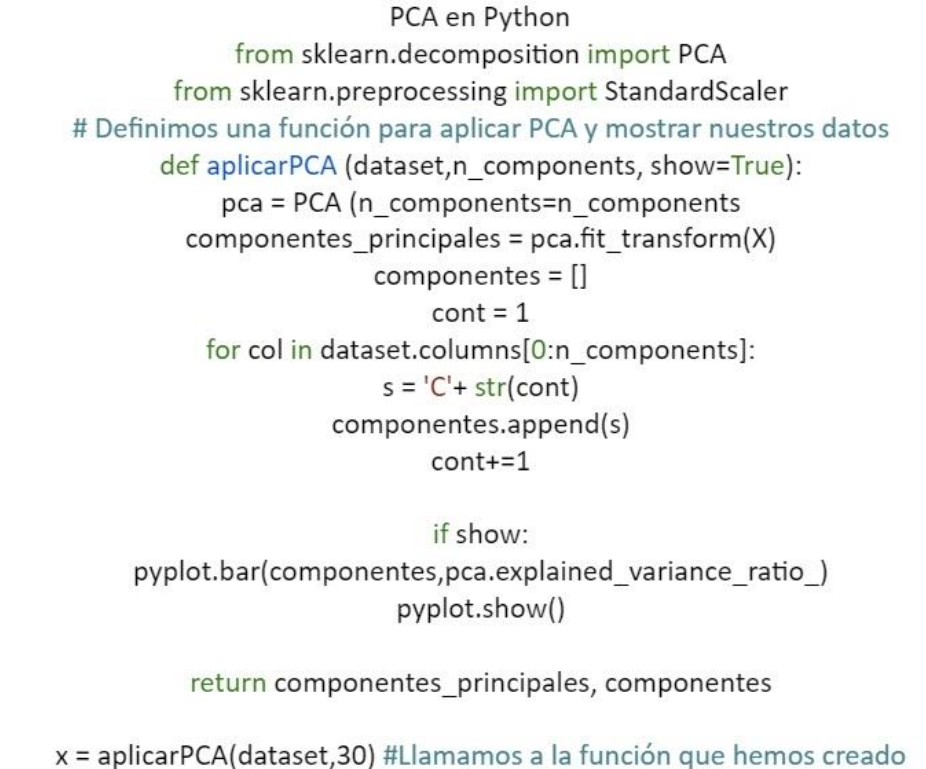 PCA en Python
from sklearn.decomposition import PCA
from sklearn.preprocessing import StandardScaler
# Definimos una función para aplicar PCA y mostrar nuestros datos
def aplicarPCA (dataset,n_components, show=True):
pca = PCA (n_components=n_components
componentes_principales = pca.fit_transform(X)
componentes = []
cont = 1
for col in dataset.columns[0:n_components]:
s = 'C'+ str(cont)
componentes.append(s)
cont+=1
if show:
pyplot.bar(componentes,pca.explained_variance_ratio_)
pyplot.show()
return componentes_principales, componentes
x = aplicarPCA(dataset,30) #Llamamos a la función que hemos creado